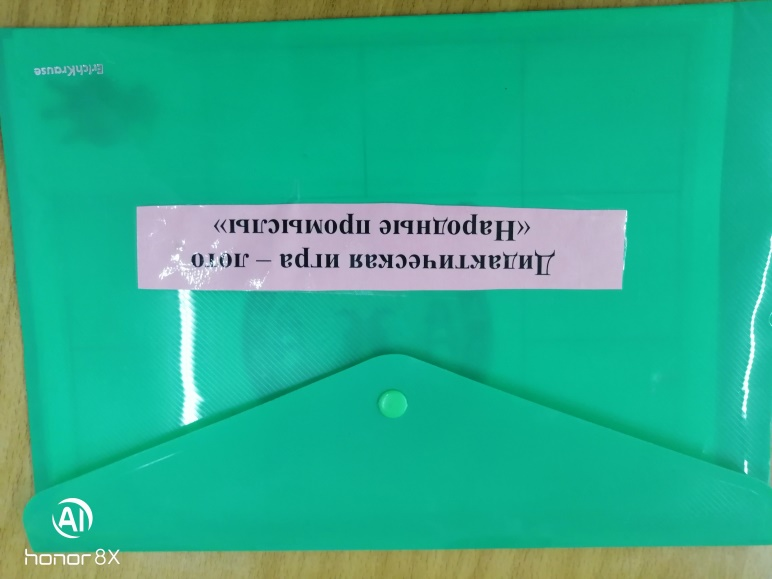 Дидактическая игра – лото
«Народные промыслы»
ErichKrause
AI
honor 8X